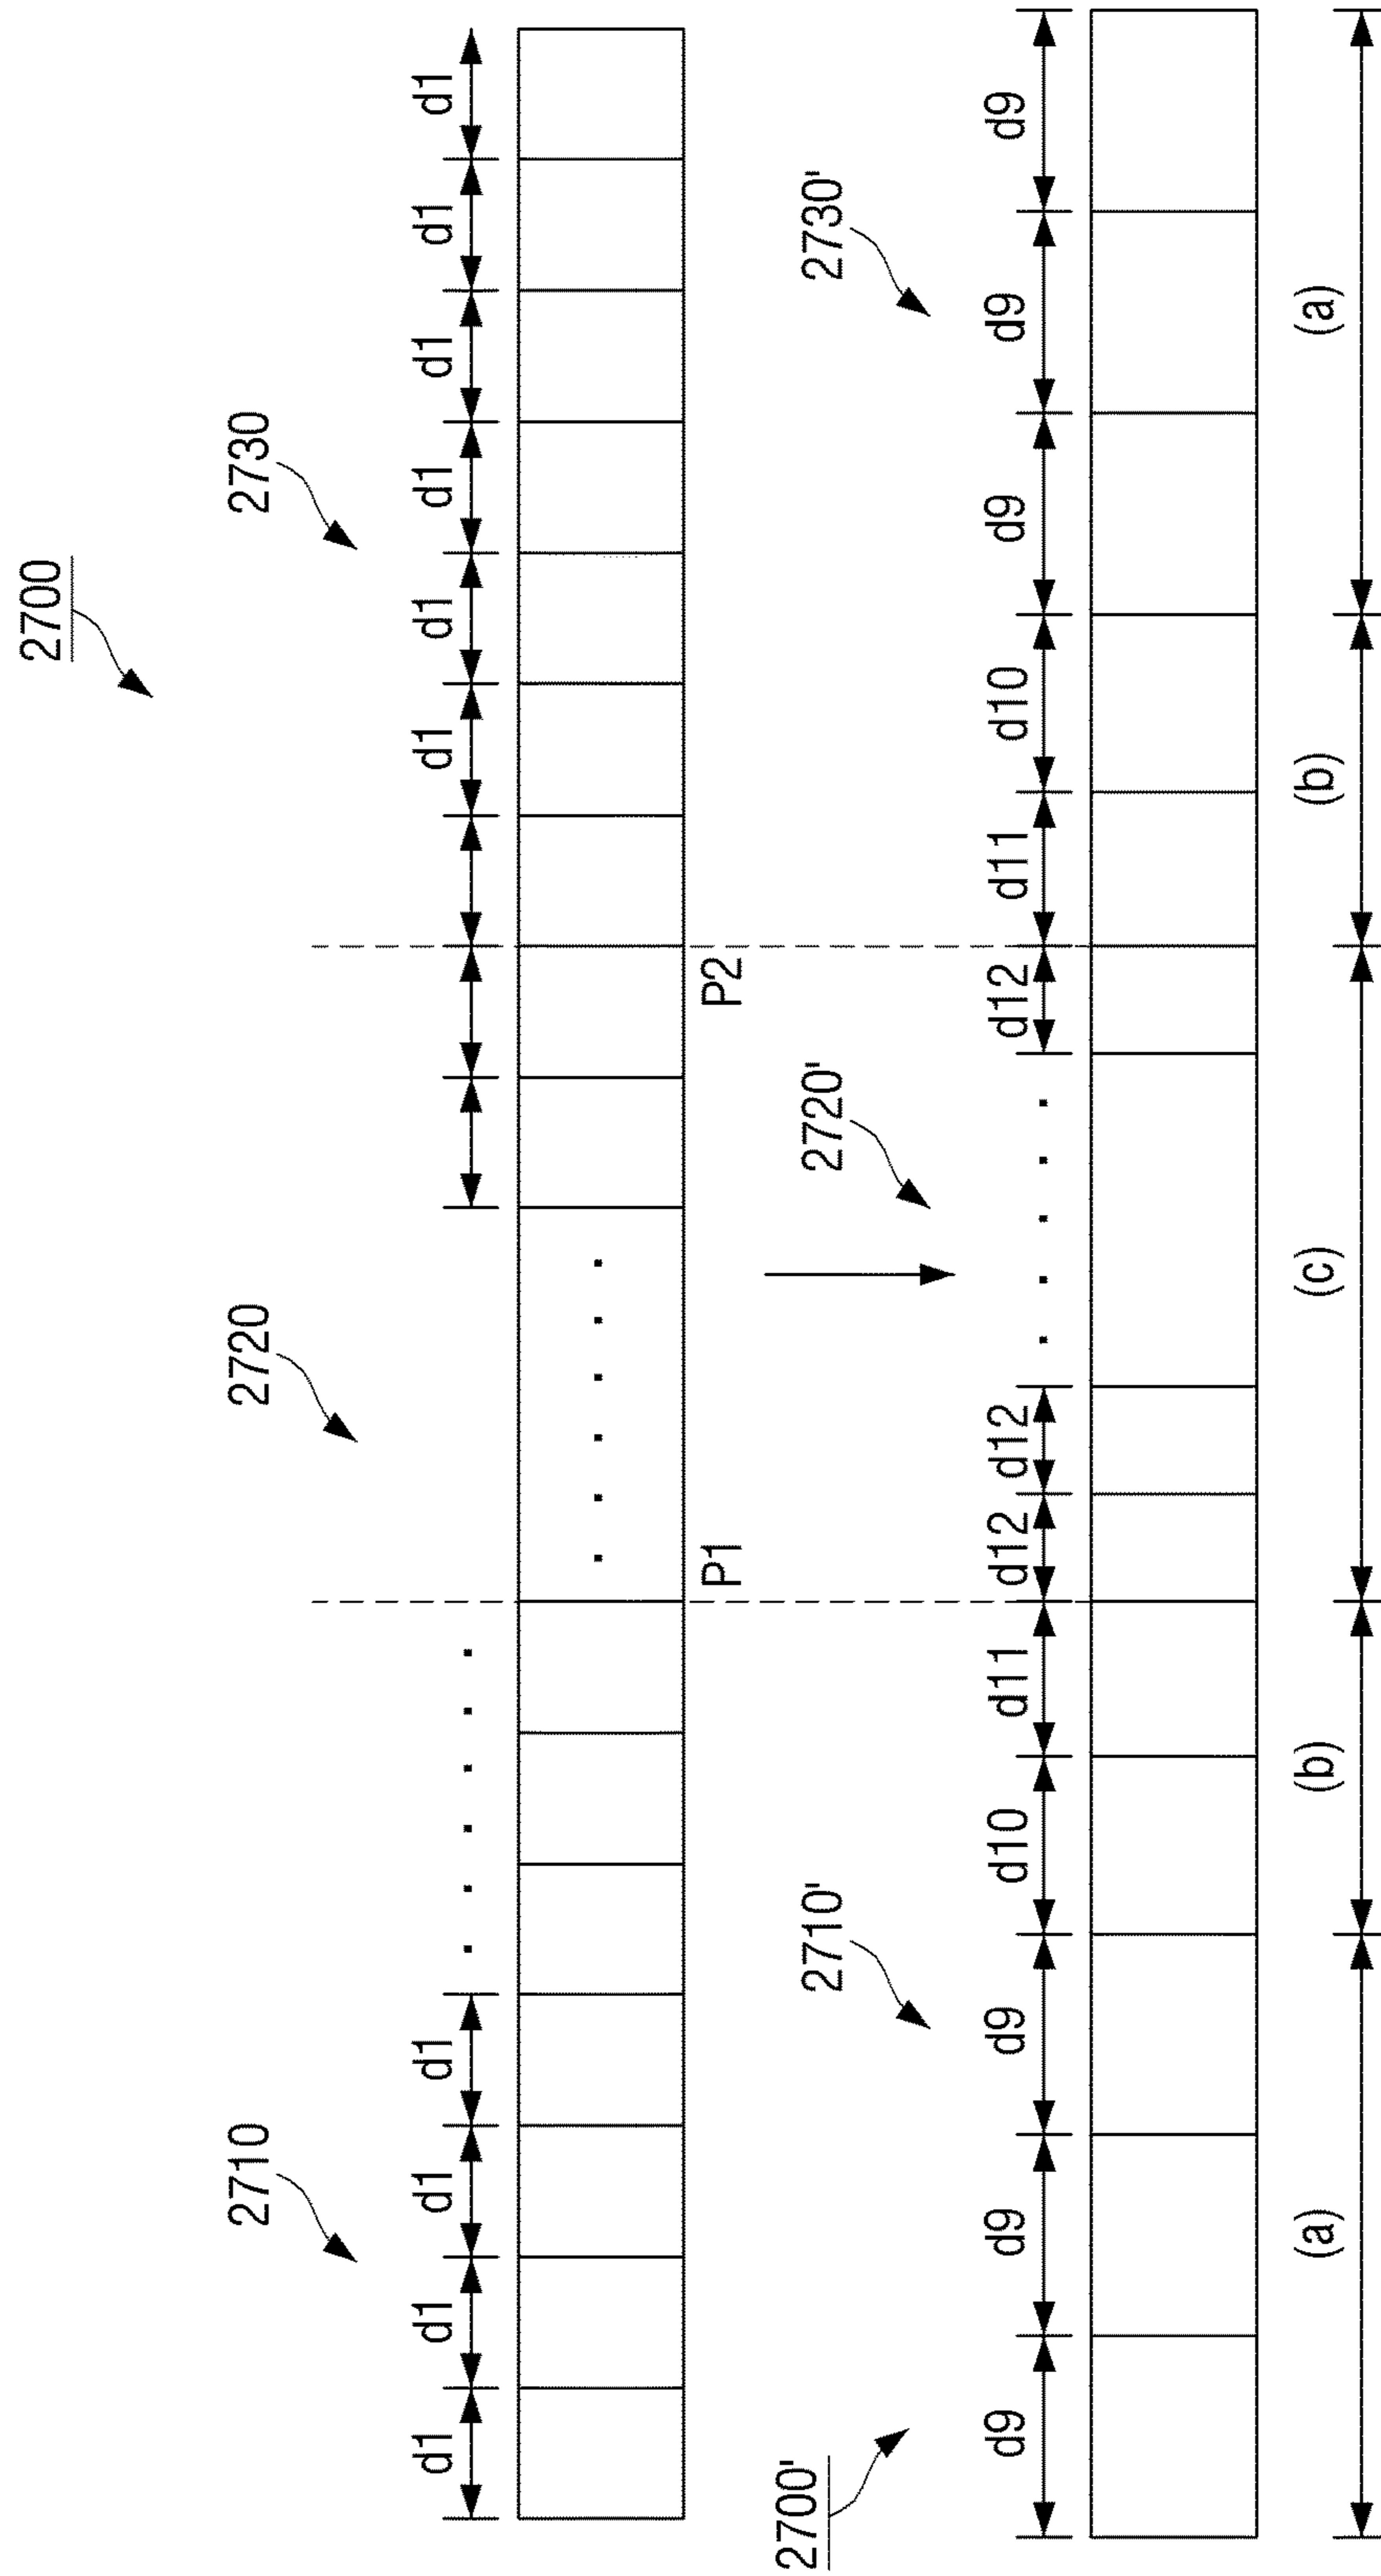 2700
2710 2720 2730
d1 d1 d1 d1 d1 d1 d1 d1 d1 d1
P1 P2
2700' 2710' 2720' 2730'
d9 d9 d9 d10 d11 d12 d12 d12 d11 d10 d9 d9 d9
(a) (b) (c) (b) (a)